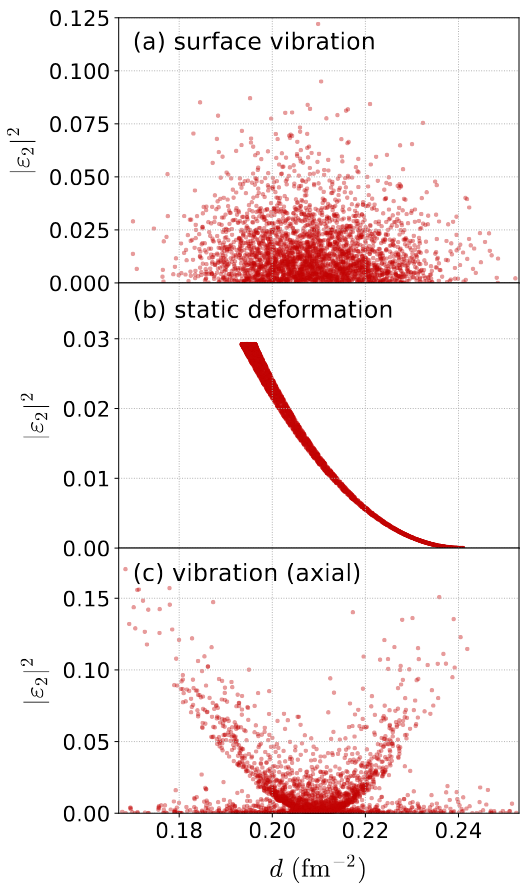 (a) surface vibration
0.125
0.100
0.075
0.050
0.025
0.000
|ε₂|²
(b) static deformation
0.03
0.02
0.01
0.00
|ε₂|²
(c) vibration (axial)
0.15
0.10
0.05
0.00
|ε₂|²
0.18 0.20 0.22 0.24
d (fm⁻²)